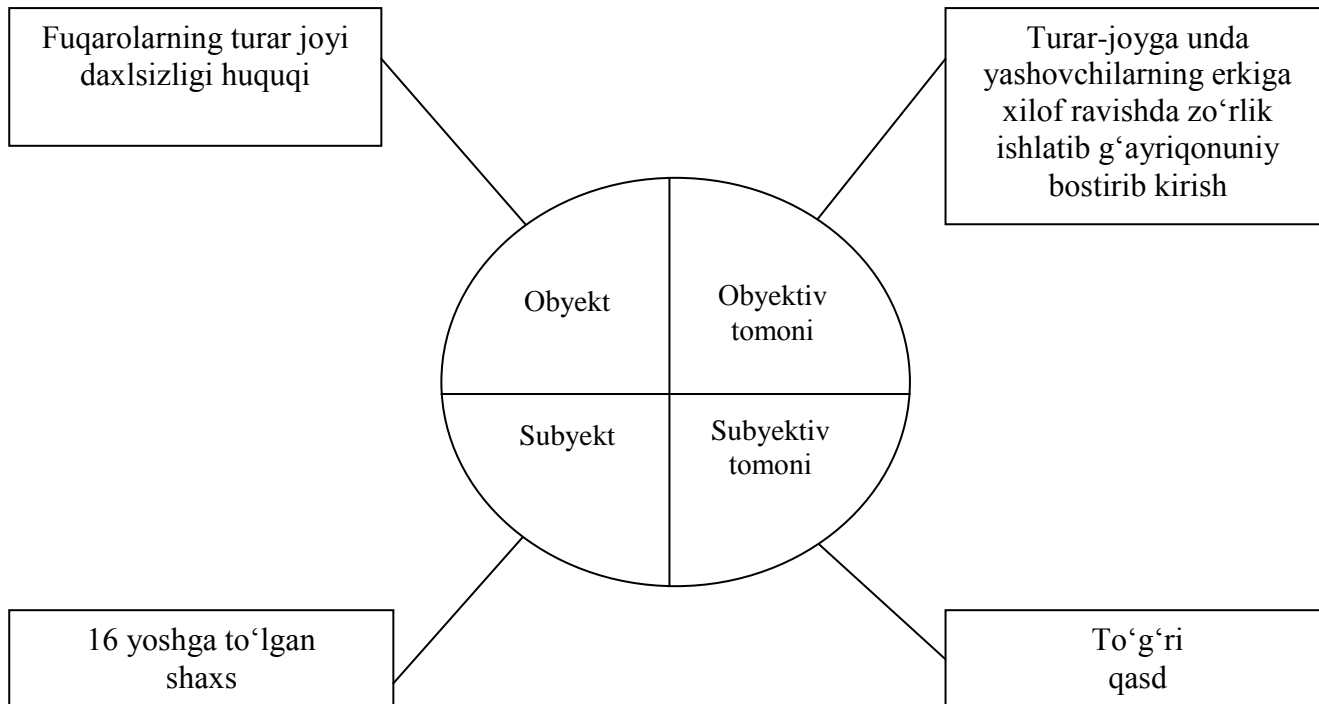 Fuqarolarning turar joyi
daxlsizligi huquqi
Turar-joyga unda
yashovchilarning erkiga
xilof ravishda zo‘rlik
ishlatib g‘ayriqonuniy
bostirib kirish
Obyekt
Obyektiv
tomoni
Subyekt
Subyektiv
tomoni
16 yoshga to‘lgan
shaxs
To‘g‘ri
qasd